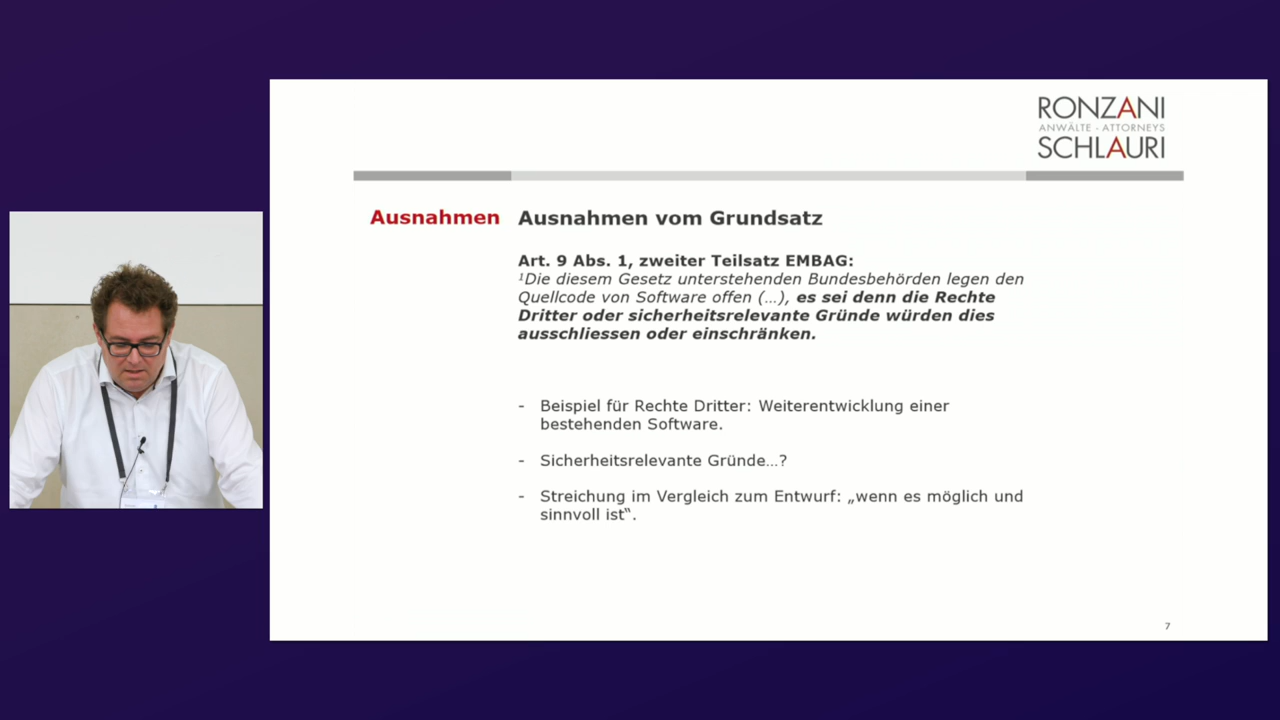 RONZANI
ANWÄLTE - ATTORNEYS
SCHLAURI
Ausnahmen
Ausnahmen vom Grundsatz
Art. 9 Abs. 1, zweiter Teilsatz EMBAG:
¹Die diesem Gesetz unterstehenden Bundesbehörden legen den
Quellcode von Software offen (…), es sei denn die Rechte
Dritter oder sicherheitsrelevante Gründe würden dies
ausschliessen oder einschränken.
- Beispiel für Rechte Dritter: Weiterentwicklung einer
bestehenden Software.
- Sicherheitsrelevante Gründe…?
- Streichung im Vergleich zum Entwurf: „wenn es möglich und
sinnvoll ist“.
7